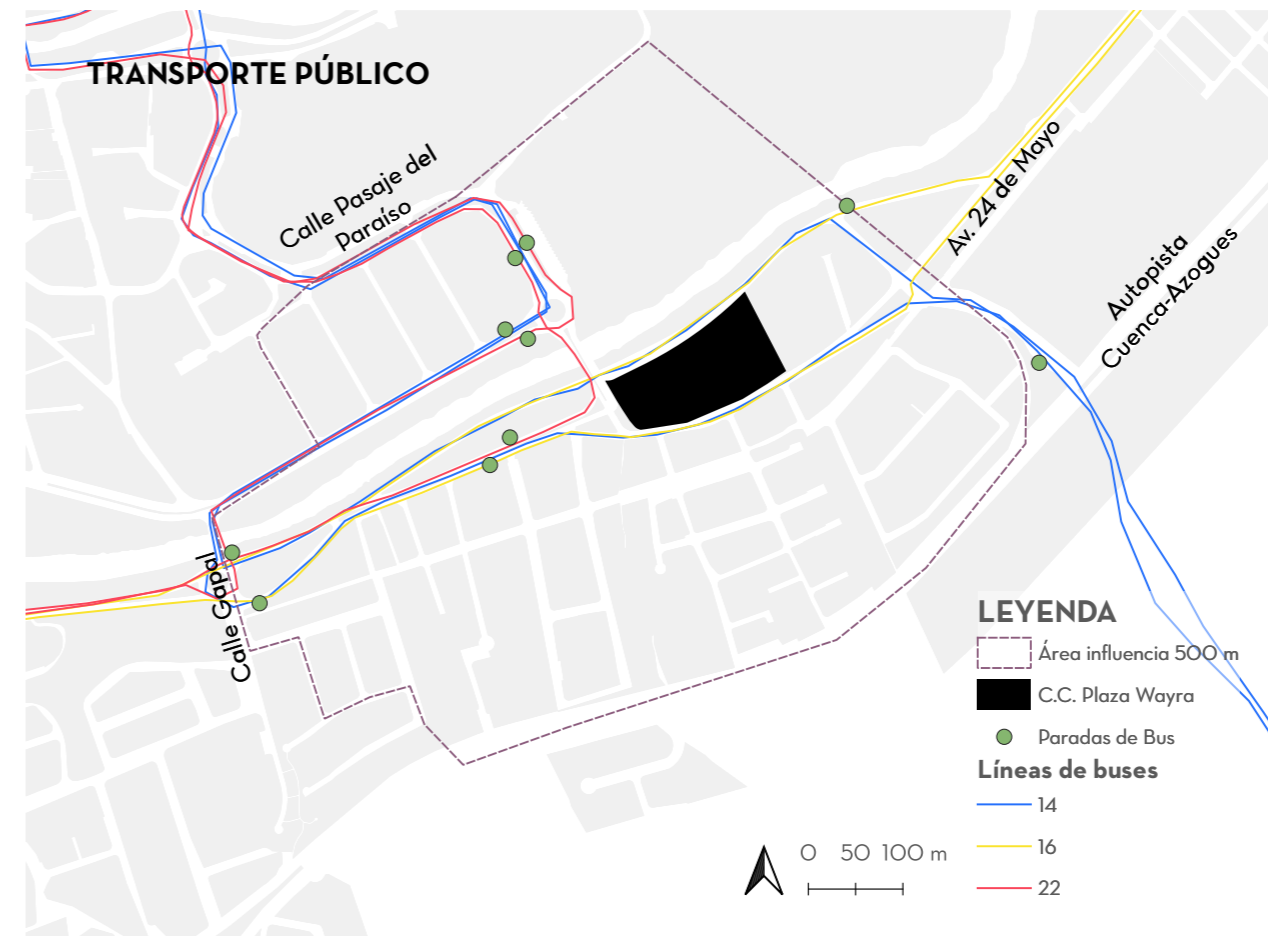 TRANSPORTE PÚBLICO
Calle Pasaje del
Paraíso
Av. 24 de Mayo
Autopista
Cuenca-Azogues
Calle Gapal
LEYENDA
Área influencia 500 m
C.C. Plaza Wayra
Paradas de Bus
Líneas de buses
14
16
22
0 50 100 m